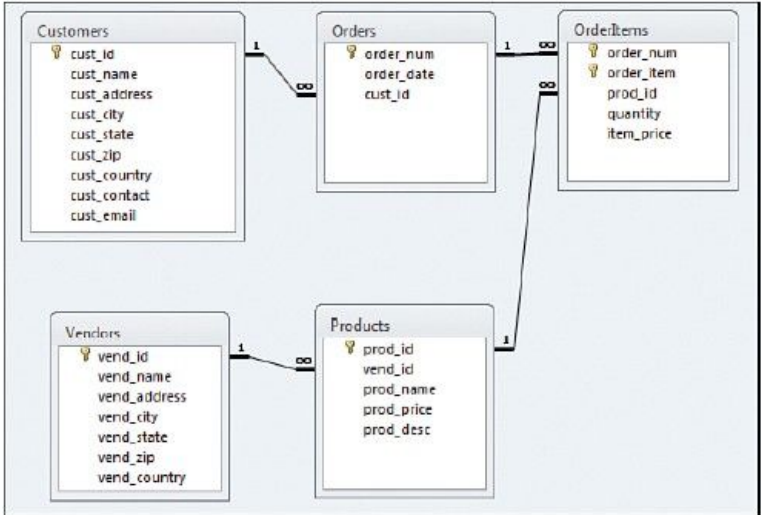 Customers
cust_id
cust_name
cust_address
cust_city
cust_state
cust_zip
cust_country
cust_contact
cust_email
1
∞
Orders
order_num
order_date
cust_id
1
∞
OrderItems
order_num
order_item
prod_id
quantity
item_price
∞
Vendors
vend_id
vend_name
vend_address
vend_city
vend_state
vend_zip
vend_country
1
∞
Products
prod_id
vend_id
prod_name
prod_price
prod_desc
1